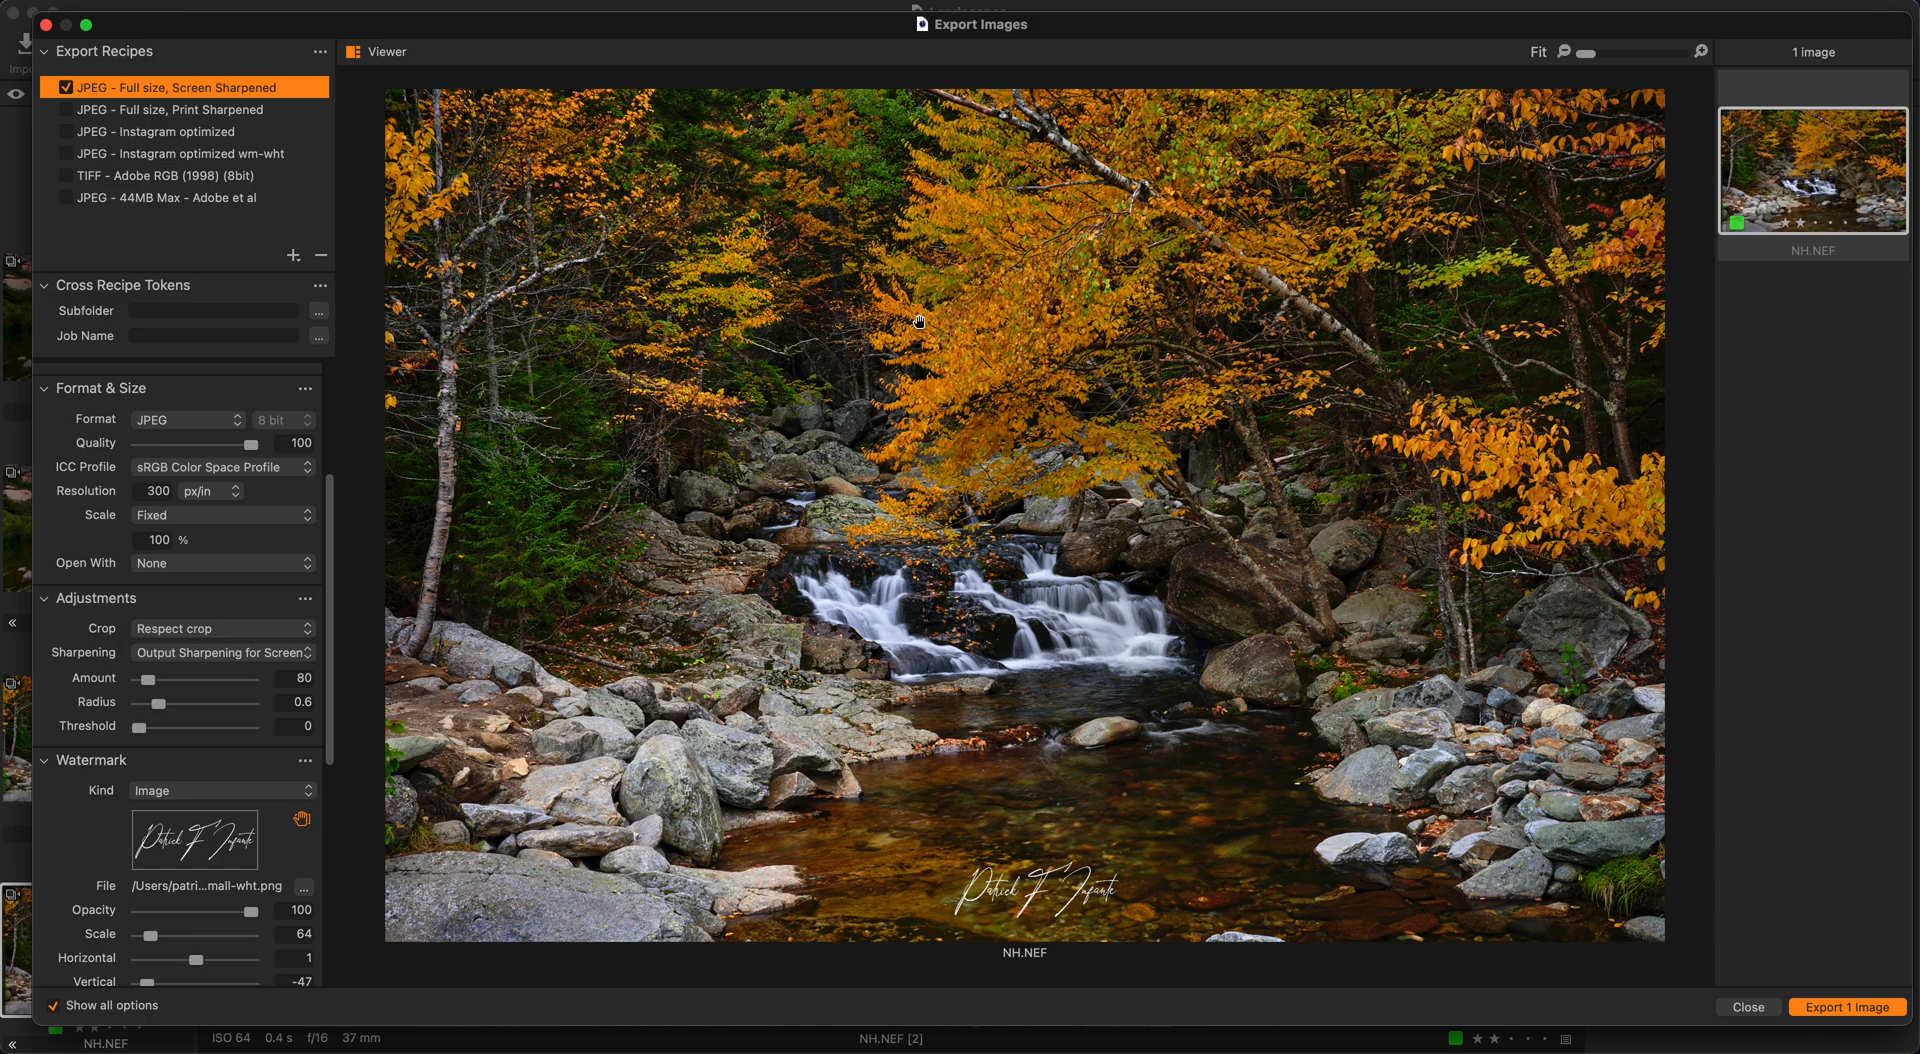 Export Images
Export Recipes
Viewer
Fit
1 image
JPEG - Full size, Screen Sharpened
JPEG - Full size, Print Sharpened
JPEG - Instagram optimized
JPEG - Instagram optimized wm-wht
TIFF - Adobe RGB (1998) (8bit)
JPEG - 44MB Max - Adobe et al
NH.NEF
Cross Recipe Tokens
Subfolder
Job Name
Format & Size
Format JPEG 8 bit
Quality 100
ICC Profile sRGB Color Space Profile
Resolution 300 px/in
Scale Fixed
100 %
Open With None
Adjustments
Crop Respect crop
Sharpening Output Sharpening for Screen
Amount 80
Radius 0.6
Threshold 0
Watermark
Kind Image
Patrick F. Infante
File /Users/patri...mall-wht.png ...
Opacity 100
Scale 64
Horizontal 1
Vertical -47
Patrick F. Infante
NH.NEF
Show all options
Close
Export 1 Image
NH.NEF
ISO 64 0.4 s f/16 37 mm
NH.NEF [2]